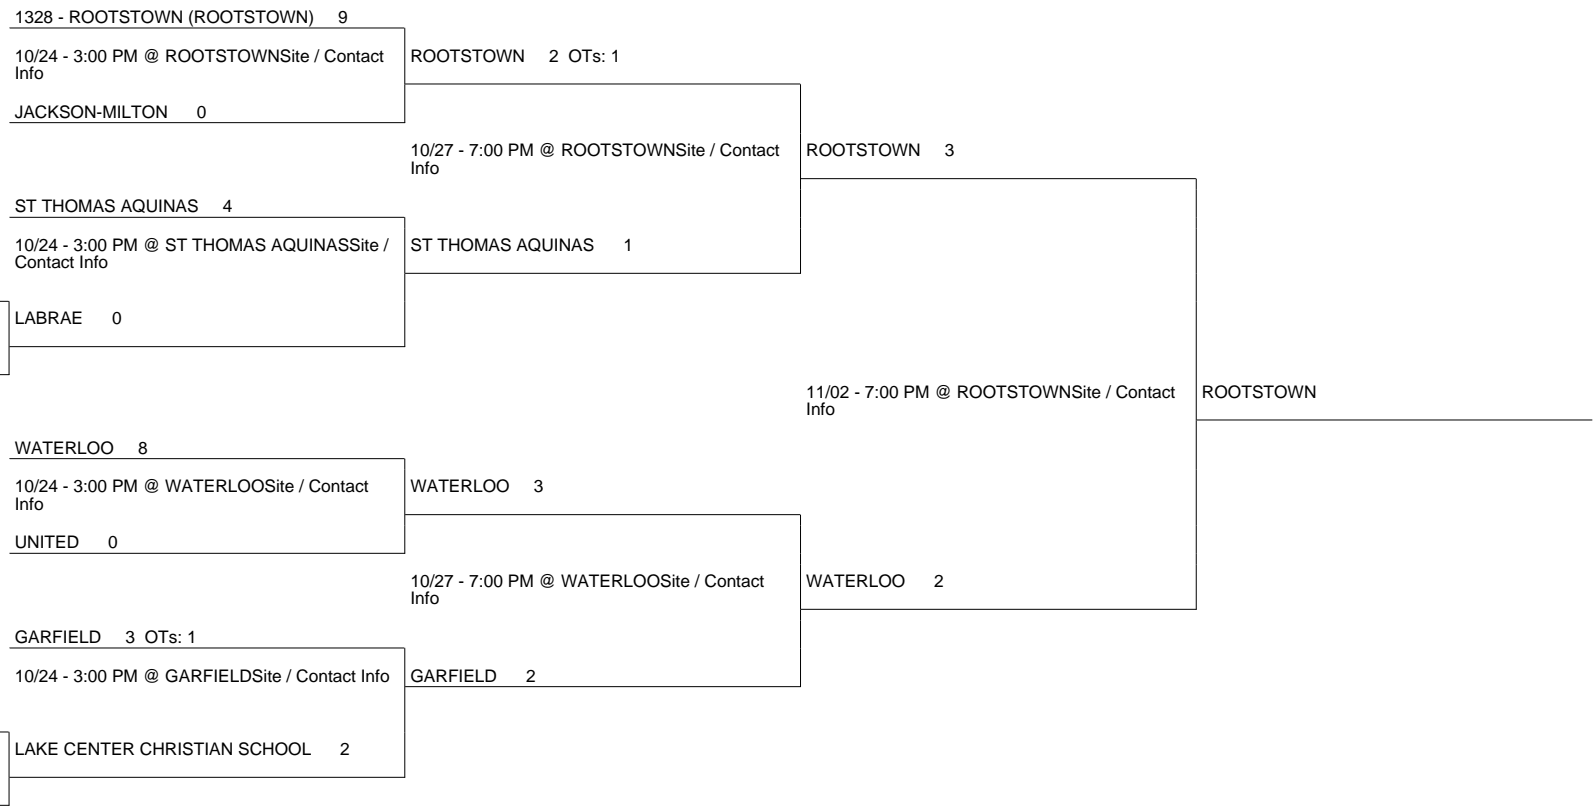 1328 - ROOTSTOWN (ROOTSTOWN) 9
10/24 - 3:00 PM @ ROOTSTOWNSite / Contact
Info
JACKSON-MILTON 0
ROOTSTOWN 2 OTs: 1
10/27 - 7:00 PM @ ROOTSTOWNSite / Contact
Info
ROOTSTOWN 3
ST THOMAS AQUINAS 4
10/24 - 3:00 PM @ ST THOMAS AQUINASSite /
Contact Info
ST THOMAS AQUINAS 1
LABRAE 0
11/02 - 7:00 PM @ ROOTSTOWNSite / Contact
Info
ROOTSTOWN
WATERLOO 8
10/24 - 3:00 PM @ WATERLOOSite / Contact
Info
WATERLOO 3
UNITED 0
10/27 - 7:00 PM @ WATERLOOSite / Contact
Info
WATERLOO 2
GARFIELD 3 OTs: 1
10/24 - 3:00 PM @ GARFIELDSite / Contact Info
GARFIELD 2
LAKE CENTER CHRISTIAN SCHOOL 2